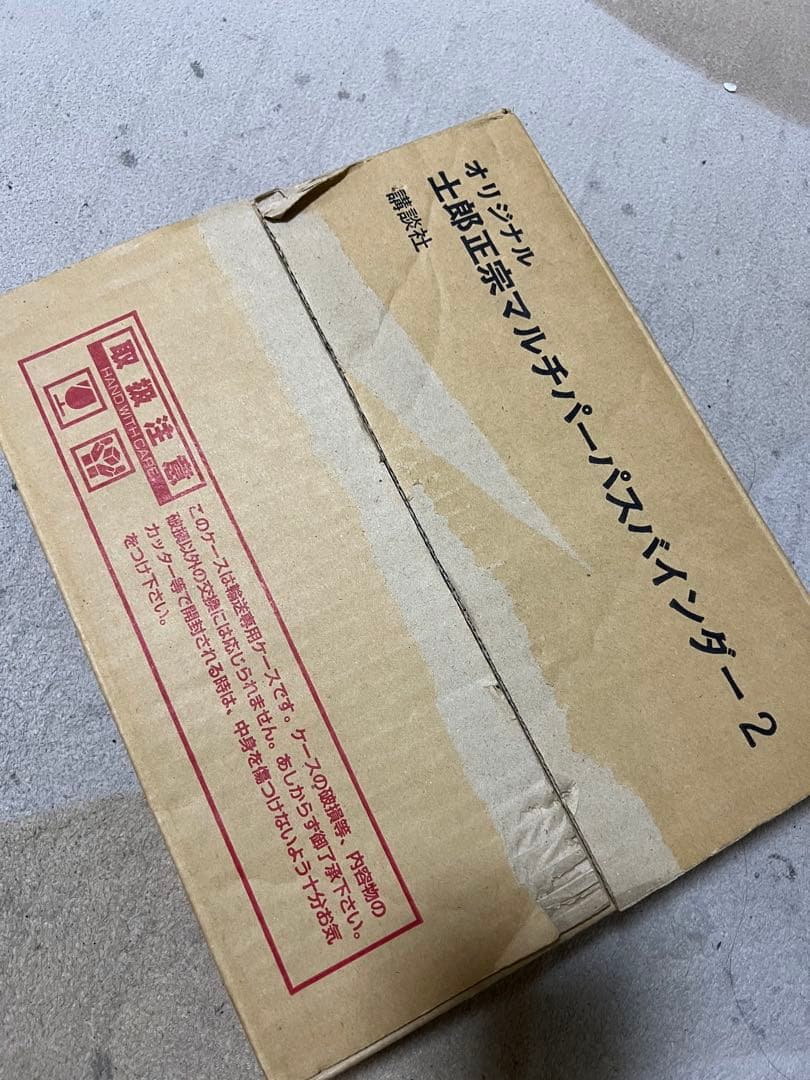 オリジナル
士郎正宗マルチパーパスバインダー2
講談社
取扱注意
HAND WITH CARE
このケースは輸送専用ケースです。ケースの破損等、内容物の
破損以外の交換には応じられません。あしからず御了承下さい。
カッター等で開封される時は、中身を傷つけないよう十分お気
をつけ下さい。